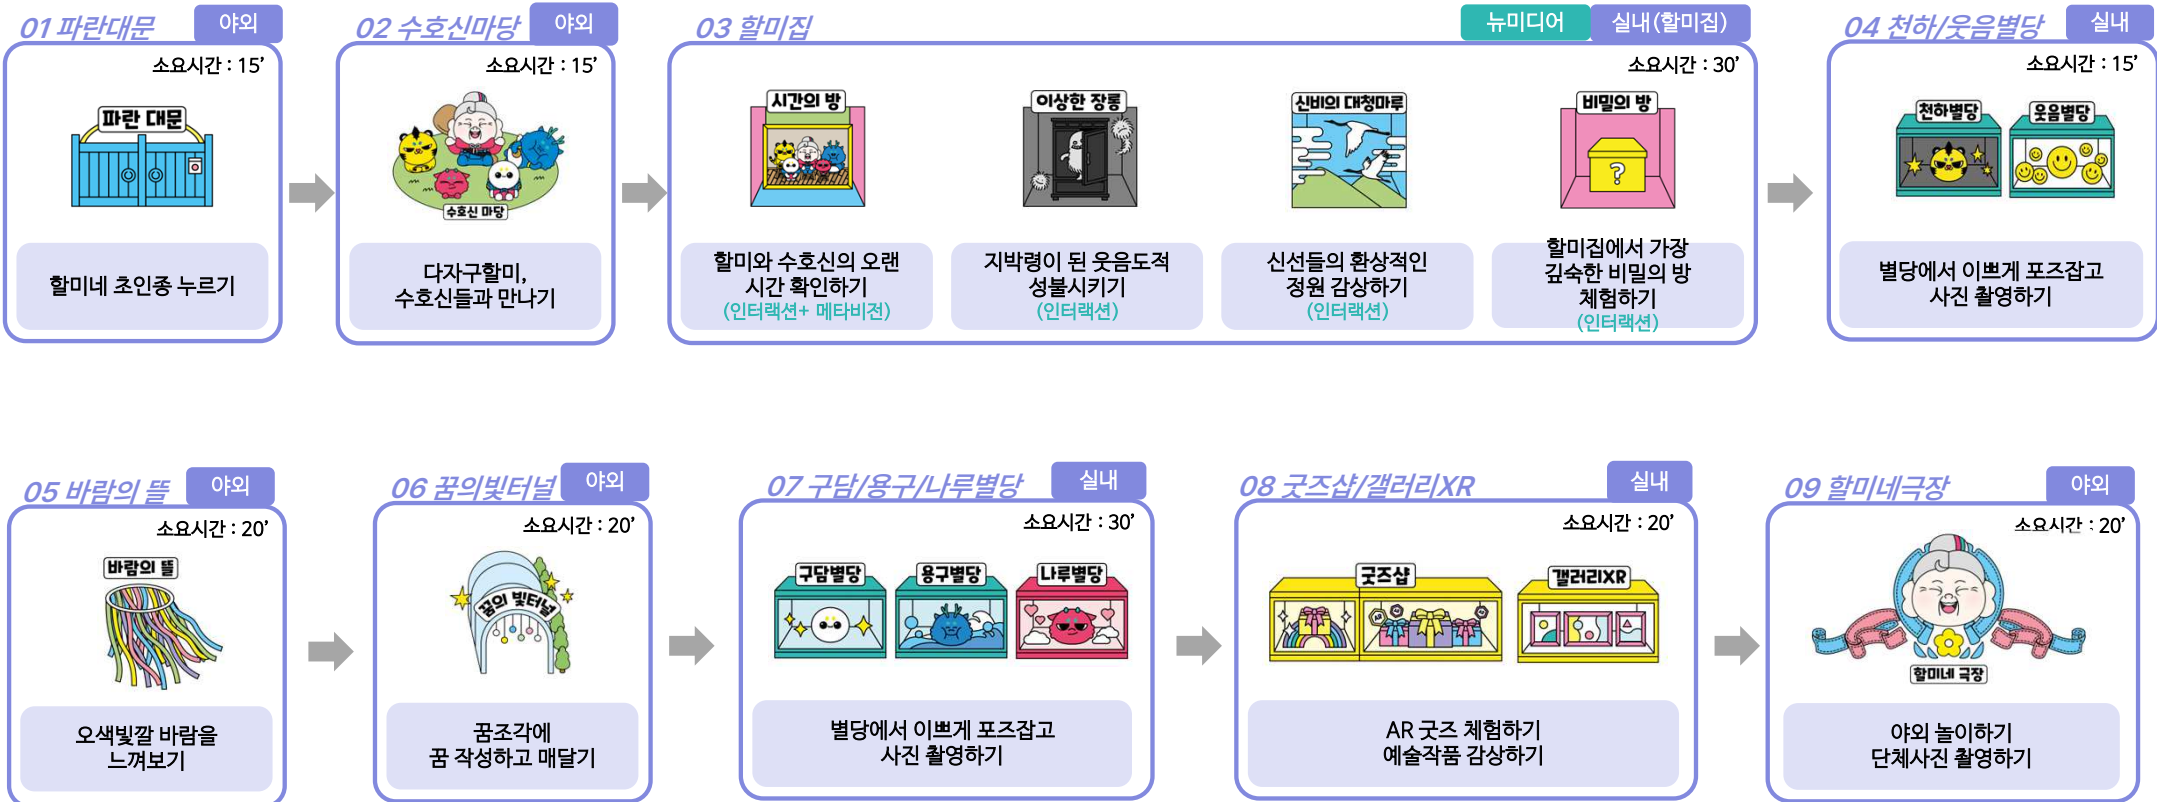 01 파란대문
야외
소요시간 : 15'
파란 대문
할미네 초인종 누르기
02 수호신마당
야외
소요시간 : 15'
수호신 마당
다자구할미,
수호신들과 만나기
03 할미집
뉴미디어
실내(할미집)
소요시간 : 30'
시간의 방
할미와 수호신의 오랜
시간 확인하기
(인터랙션+ 메타비전)
이상한 장롱
지박령이 된 웃음도적
성불시키기
(인터랙션)
신비의 대청마루
신선들의 환상적인
정원 감상하기
(인터랙션)
비밀의 방
?
할미집에서 가장
깊숙한 비밀의 방
체험하기
(인터랙션)
04 천하/웃음별당
실내
소요시간 : 15'
천하별당
웃음별당
별당에서 이쁘게 포즈잡고
사진 촬영하기
05 바람의 뜰
야외
소요시간 : 20'
바람의 뜰
오색빛깔 바람을
느껴보기
06 꿈의빛터널
야외
소요시간 : 20'
꿈의 빛터널
꿈조각에
꿈 작성하고 매달기
07 구담/용구/나루별당
실내
소요시간 : 30'
구담별당
용구별당
나루별당
별당에서 이쁘게 포즈잡고
사진 촬영하기
08 굿즈샵/갤러리XR
실내
소요시간 : 20'
굿즈샵
AR
AR
갤러리XR
AR 굿즈 체험하기
예술작품 감상하기
09 할미네극장
야외
소요시간 : 20'
할미네 극장
야외 놀이하기
단체사진 촬영하기